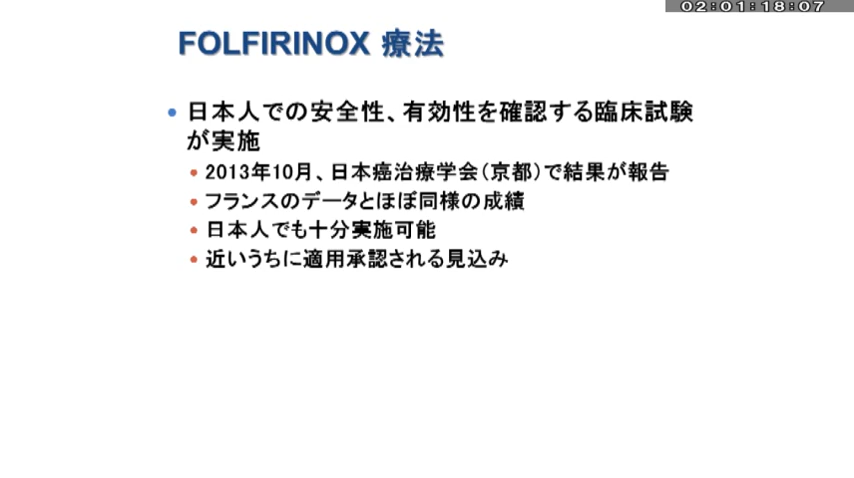 02:01:18:07
FOLFIRINOX 療法
• 日本人での安全性、有効性を確認する臨床試験
が実施
• 2013年10月、日本癌治療学会(京都)で結果が報告
• フランスのデータとほぼ同様の成績
• 日本人でも十分実施可能
• 近いうちに適用承認される見込み